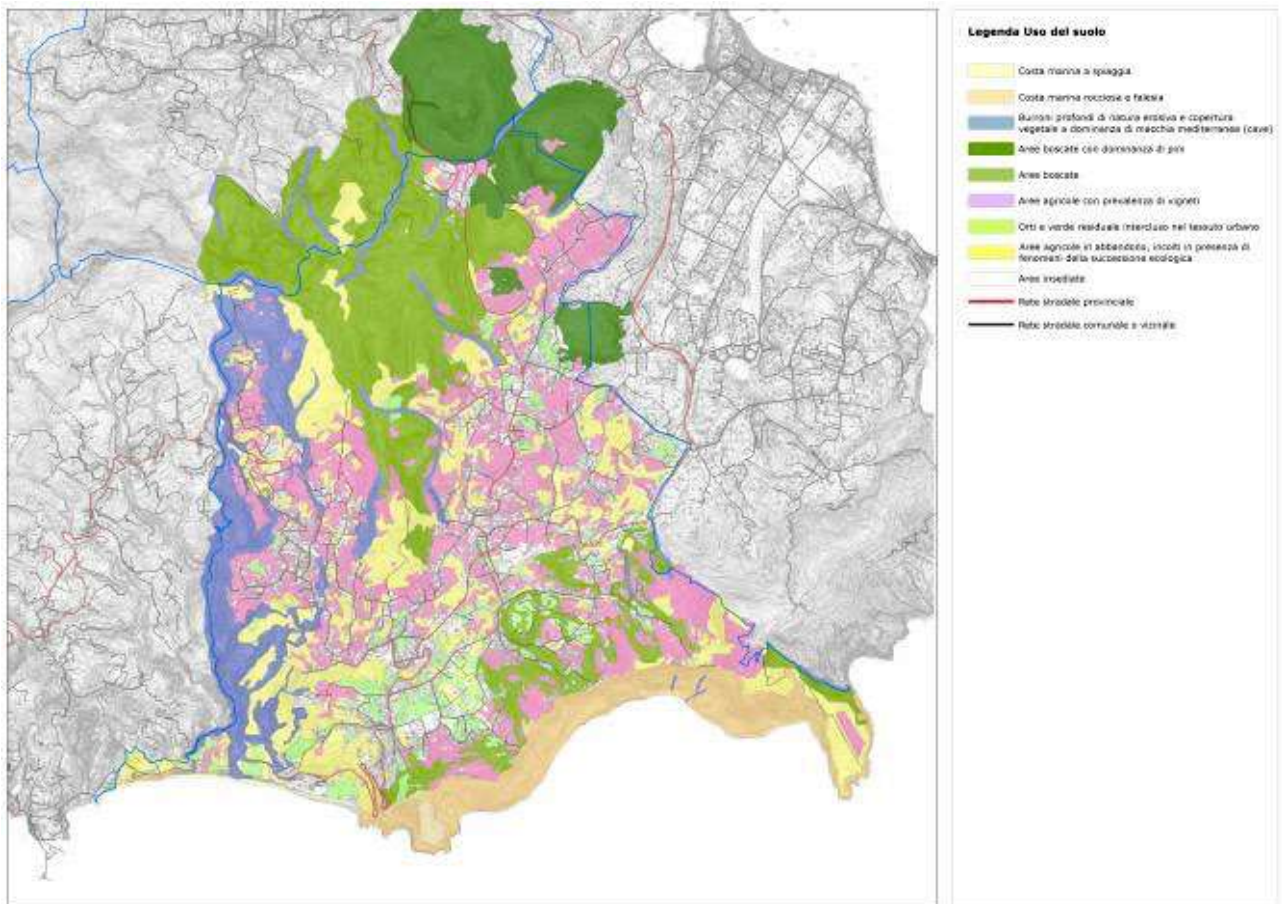 Legenda Uso del suolo
Costa marina a spiaggia
Costa marina rocciosa e falesia
Burroni profondi di natura erosiva e copertura
vegetale a dominanza di macchia mediterranea (cave)
Aree boscate con dominanza di pini
Aree boscate
Aree agricole con prevalenza di vigneti
Orti e verde residuale intercluso nel tessuto urbano
Aree agricole in abbandono, incolti in presenza di
fenomeni della successione ecologica
Aree insediate
Rete stradale provinciale
Rete stradale comunale o vicinale